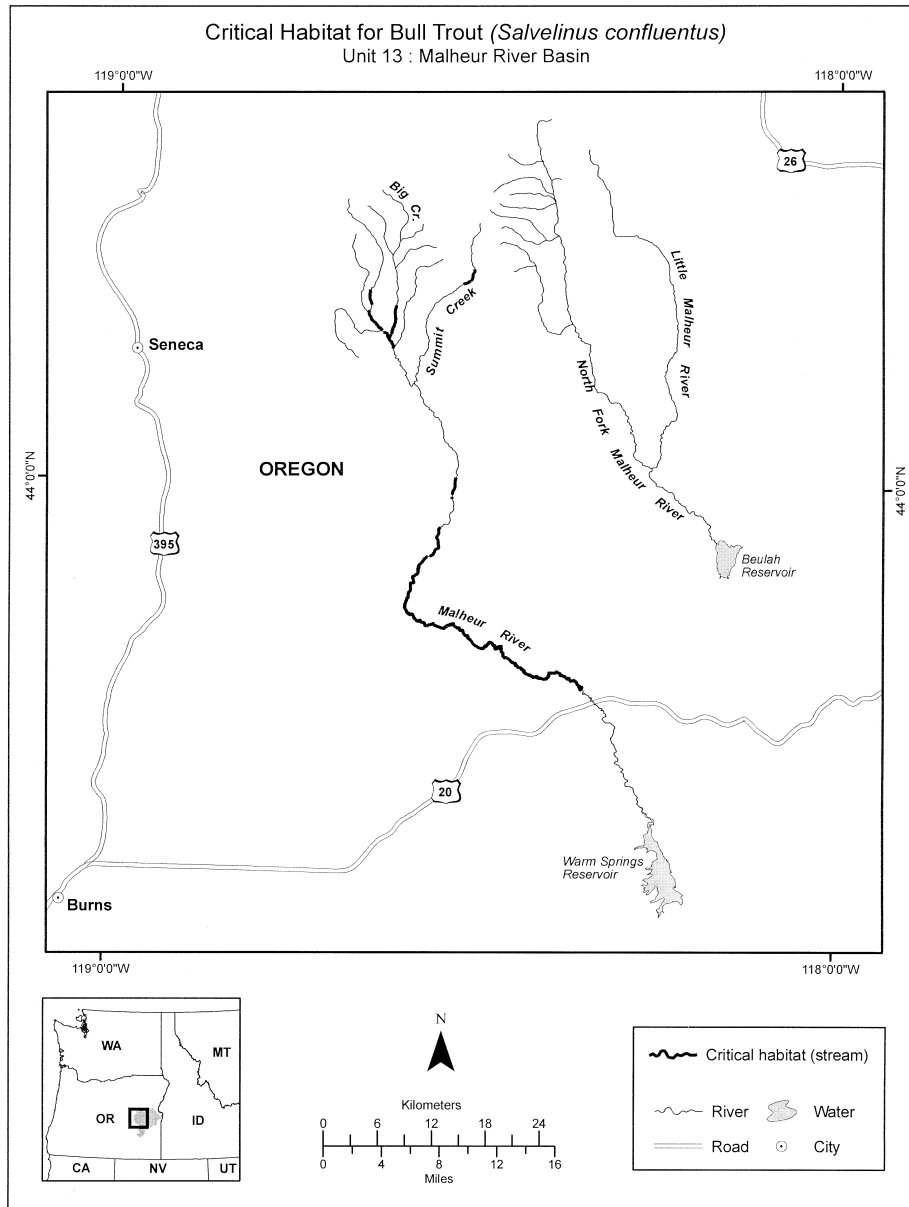 Critical Habitat for Bull Trout (Salvelinus confluentus)
Unit 13 : Malheur River Basin
119°0'0"W
118°0'0"W
26
Big Cr.
Little Malheur River
Summit Creek
Seneca
North Fork Malheur River
OREGON
44°0'0"N
44°0'0"N
395
Beulah
Reservoir
Malheur River
20
Warm Springs
Reservoir
Burns
119°0'0"W
118°0'0"W
WA
MT
OR
ID
CA
NV
UT
N
Kilometers
0 6 12 18 24
0 4 8 12 16
Miles
Critical habitat (stream)
River
Water
Road
City